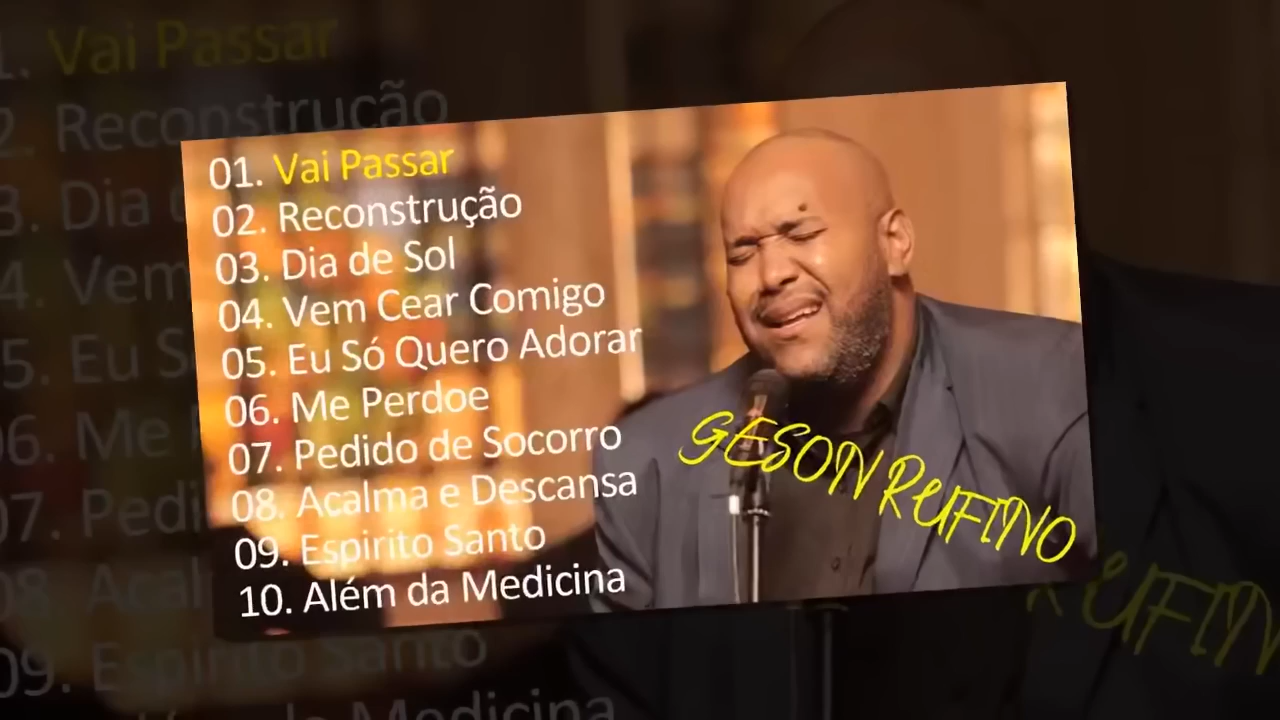 01. Vai Passar
02. Reconstrução
03. Dia de Sol
04. Vem Cear Comigo
05. Eu Só Quero Adorar
06. Me Perdoe
07. Pedido de Socorro
08. Acalma e Descansa
09. Espirito Santo
10. Além da Medicina
GESON RUFINO